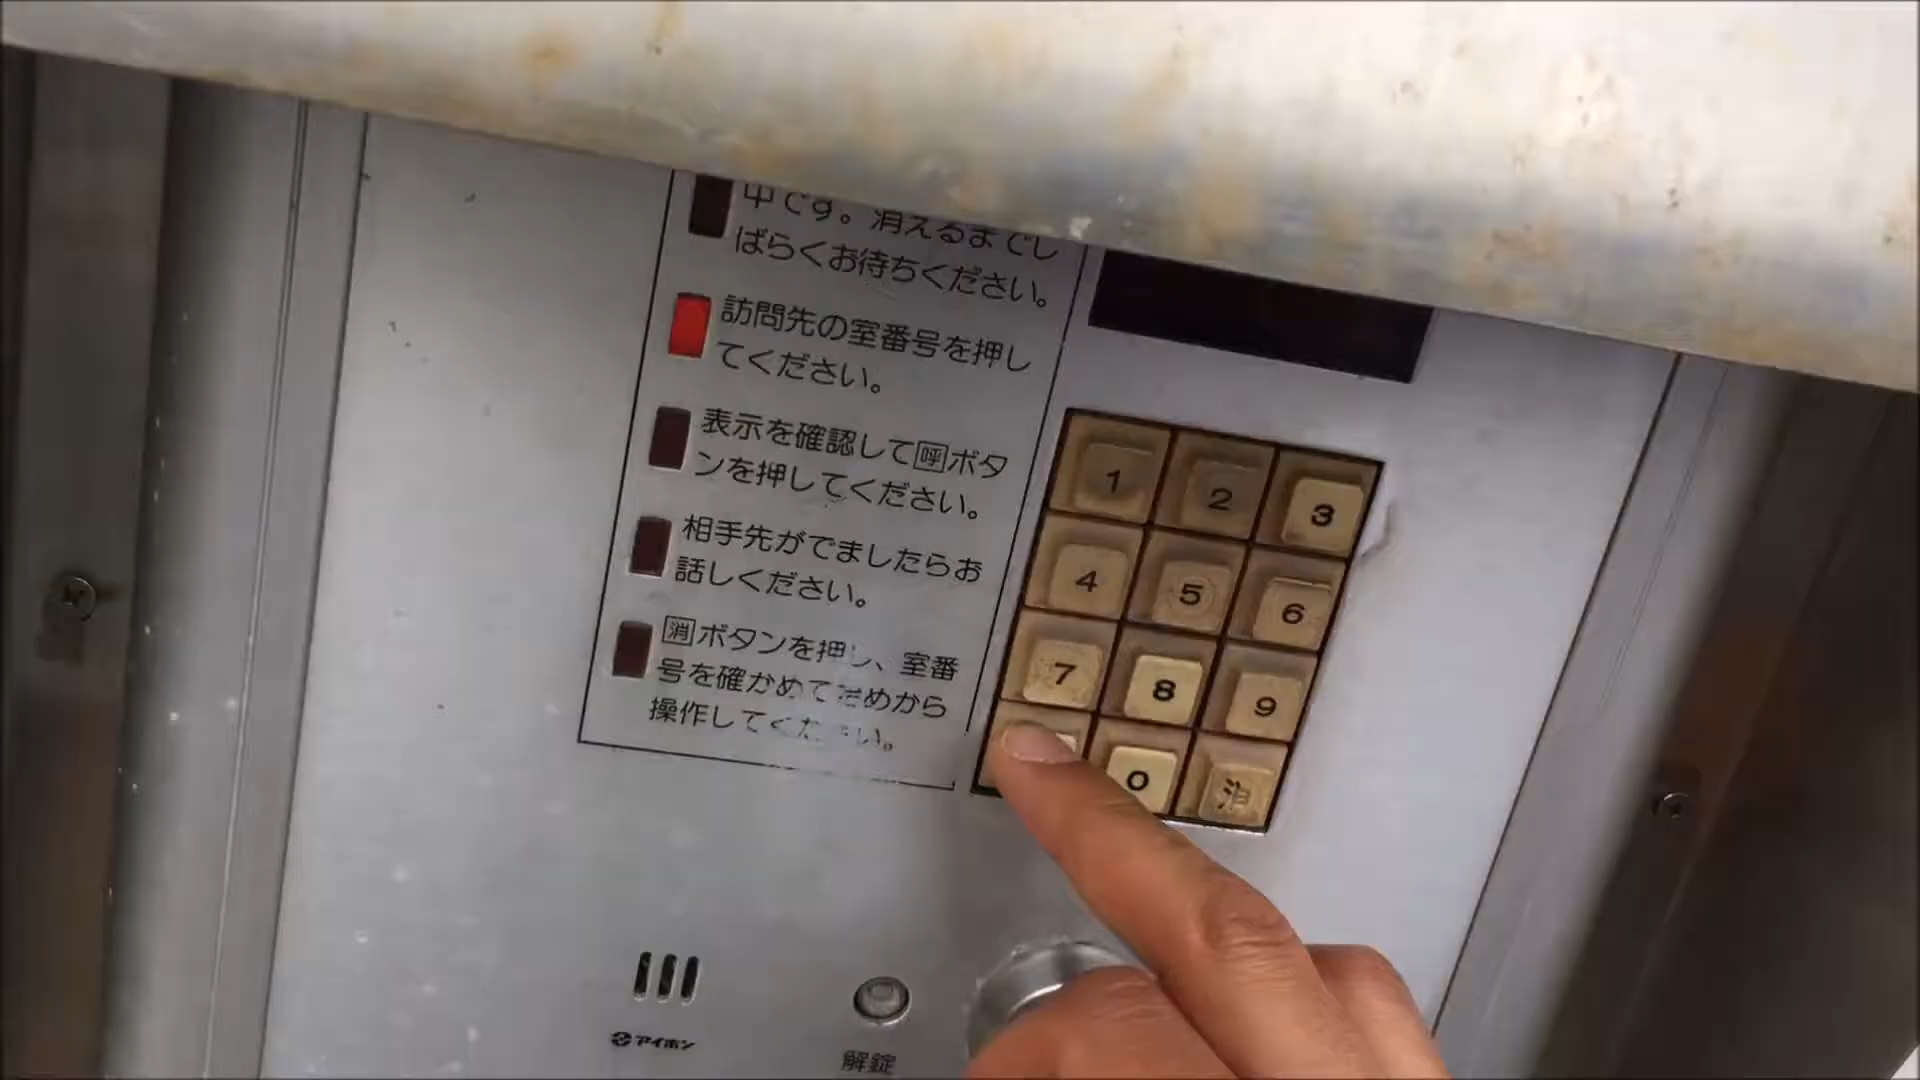 中です。消えるまでし
ばらくお待ちください。
訪問先の室番号を押し
てください。
表示を確認して呼ボタ
ンを押してください。
相手先がでましたらお
話しください。
消ボタンを押し、室番
号を確かめてためから
操作してください。
1 2 3
4 5 6
7 8 9
0
アイホン
解錠